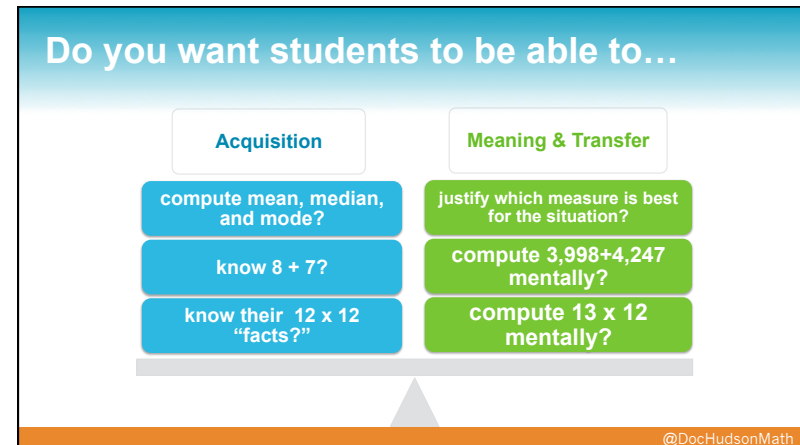 Do you want students to be able to…
Acquisition
Meaning & Transfer
compute mean, median,
and mode?
justify which measure is best
for the situation?
know 8 + 7?
compute 3,998+4,247
mentally?
know their 12 x 12
“facts?”
compute 13 x 12
mentally?
@DocHudsonMath